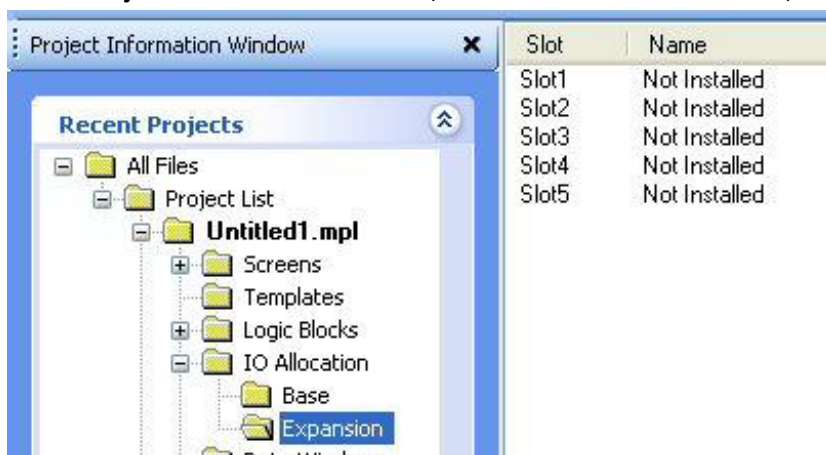 Project Information Window
Slot Name
Slot1 Not Installed
Slot2 Not Installed
Slot3 Not Installed
Slot4 Not Installed
Slot5 Not Installed
Recent Projects
All Files
Project List
Untitled1.mpl
Screens
Templates
Logic Blocks
IO Allocation
Base
Expansion